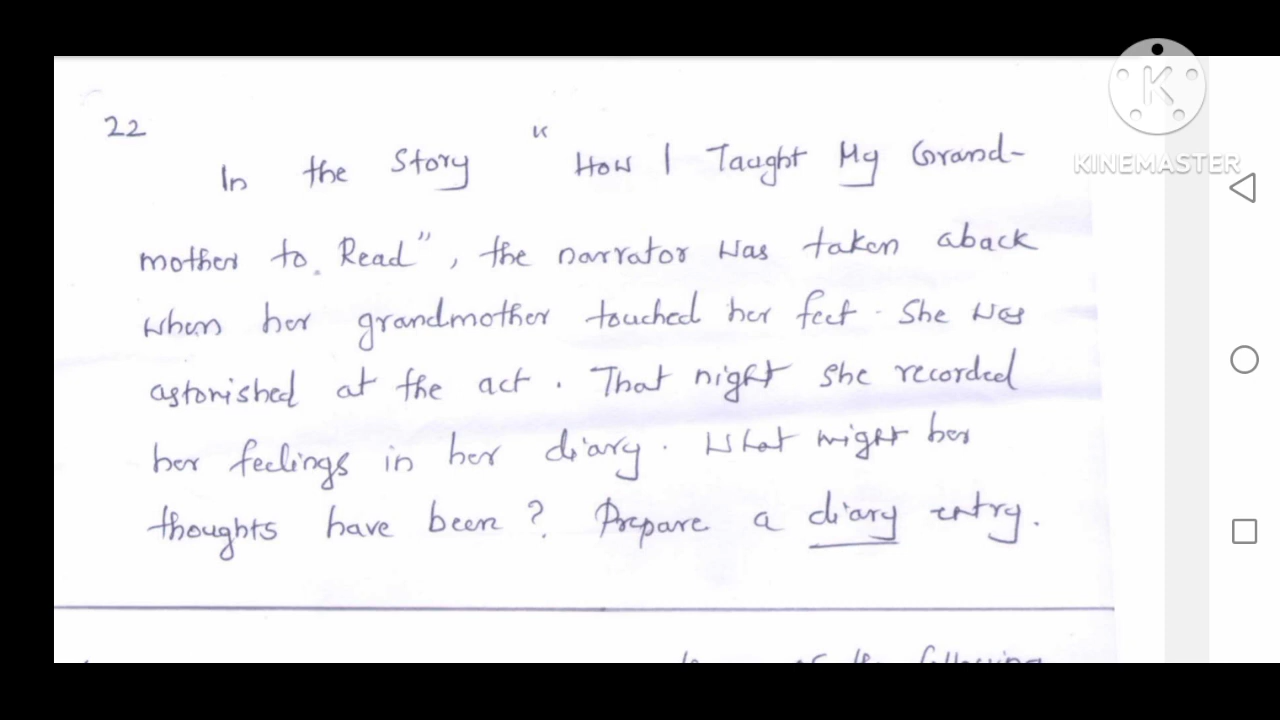 22
In the Story "How I Taught My Grand-
mother to Read", the narrator was taken aback
when her grandmother touched her feet. She was
astonished at the act. That night she recorded
her feelings in her diary. What might her
thoughts have been? Prepare a diary entry.
following
K
KINEMASTER